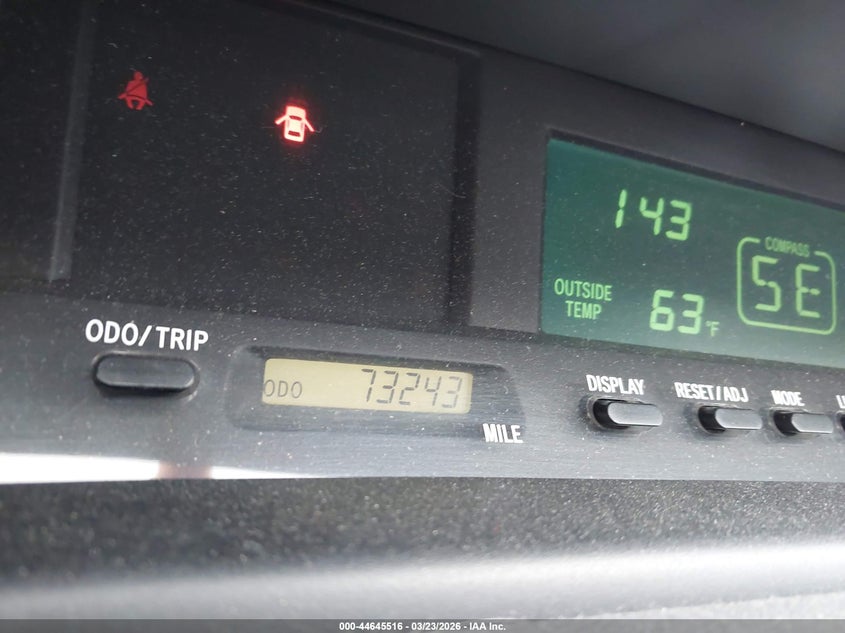 143
COMPASS
SE
OUTSIDE
TEMP
63 °F
ODO/TRIP
ODO 73243
MILE
DISPLAY
RESET/ADJ
MODE
000-44645516 - 03/23/2026 - IAA Inc.